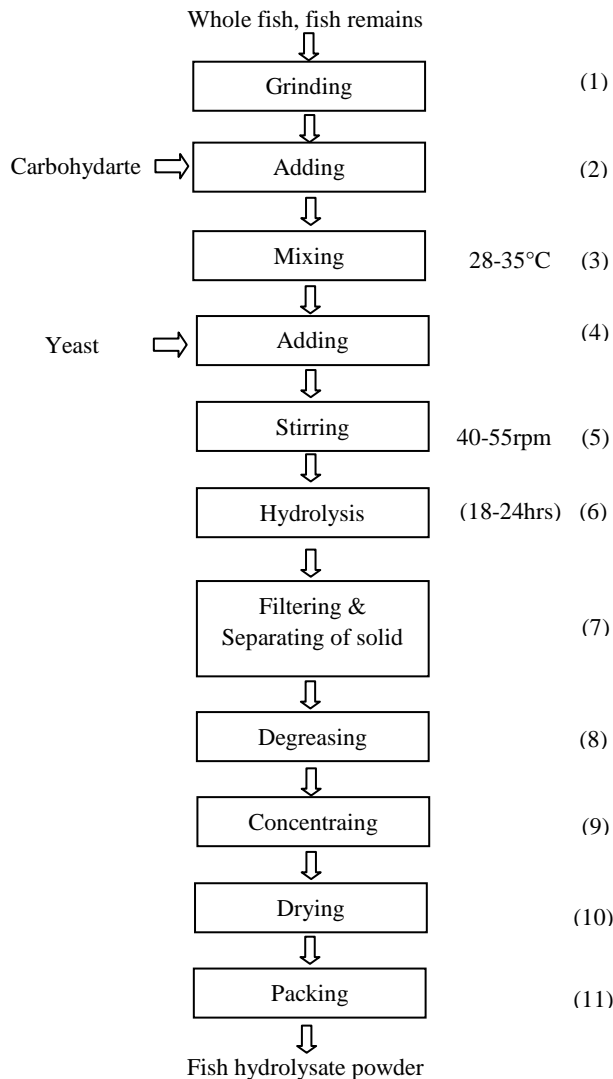 Whole fish, fish remains
Grinding (1)
Carbohydarte Adding (2)
Mixing 28-35°C (3)
Yeast Adding (4)
Stirring 40-55rpm (5)
Hydrolysis (18-24hrs) (6)
Filtering &
Separating of solid (7)
Degreasing (8)
Concentraing (9)
Drying (10)
Packing (11)
Fish hydrolysate powder